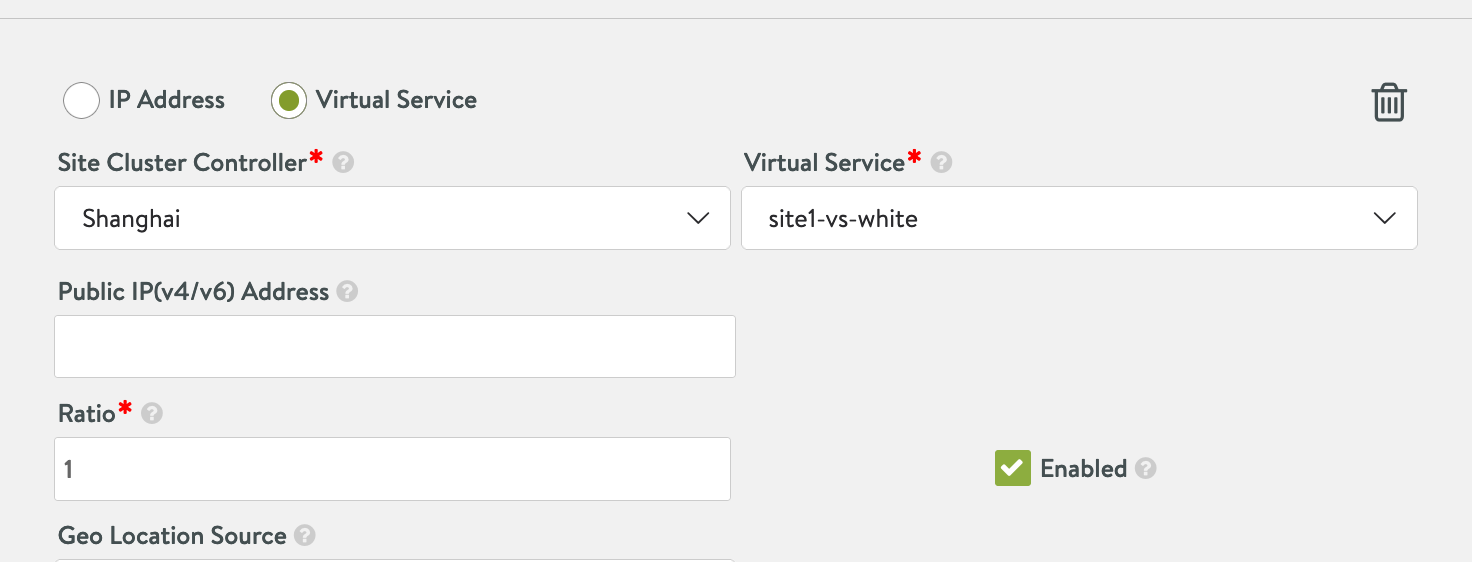 IP Address Virtual Service
Site Cluster Controller* Virtual Service*
Shanghai site1-vs-white
Public IP(v4/v6) Address
Ratio*
1 Enabled
Geo Location Source